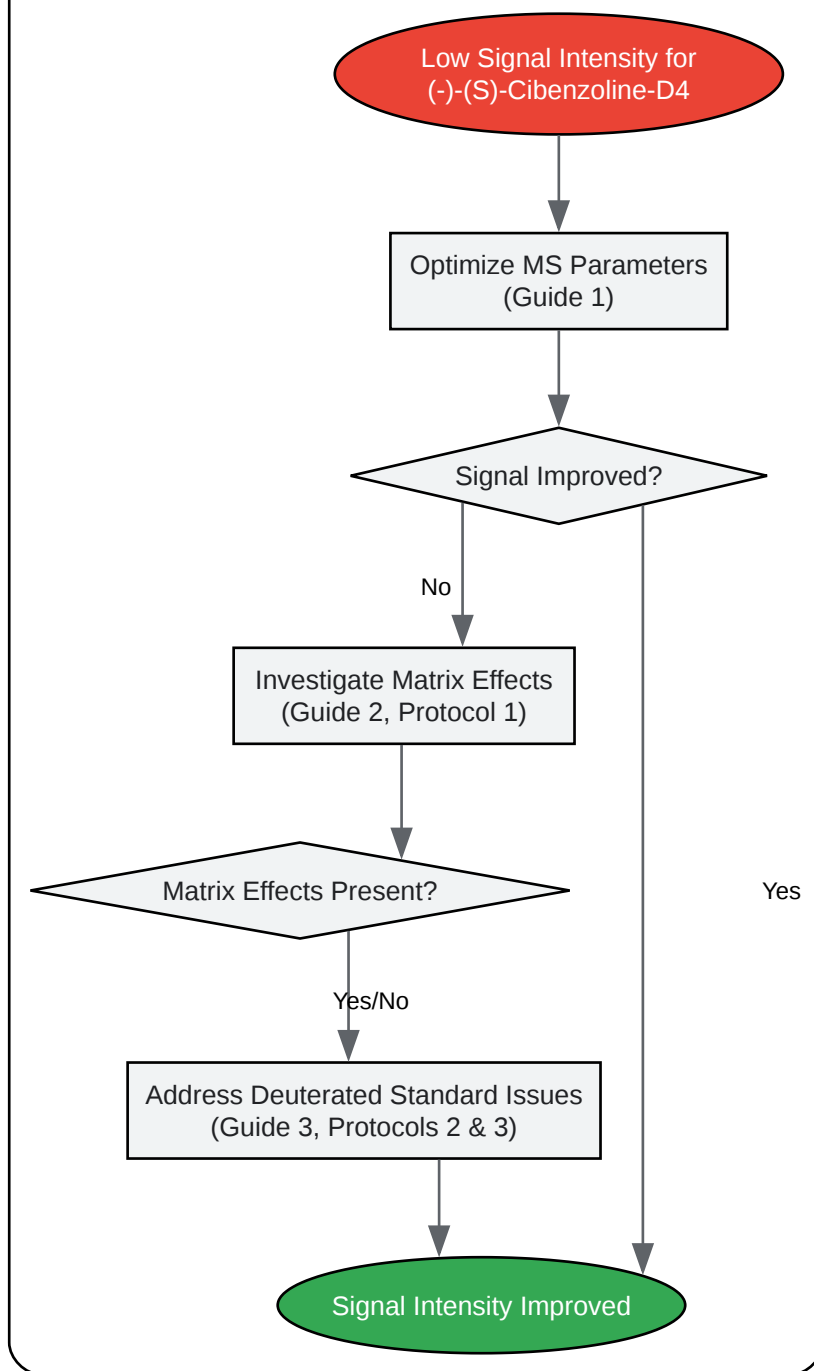 Low Signal Intensity for
(-)-(S)-Cibenzoline-D4
Optimize MS Parameters
(Guide 1)
Signal Improved?
No
Investigate Matrix Effects
(Guide 2, Protocol 1)
Matrix Effects Present?
Yes
Yes/No
Address Deuterated Standard Issues
(Guide 3, Protocols 2 & 3)
Signal Intensity Improved